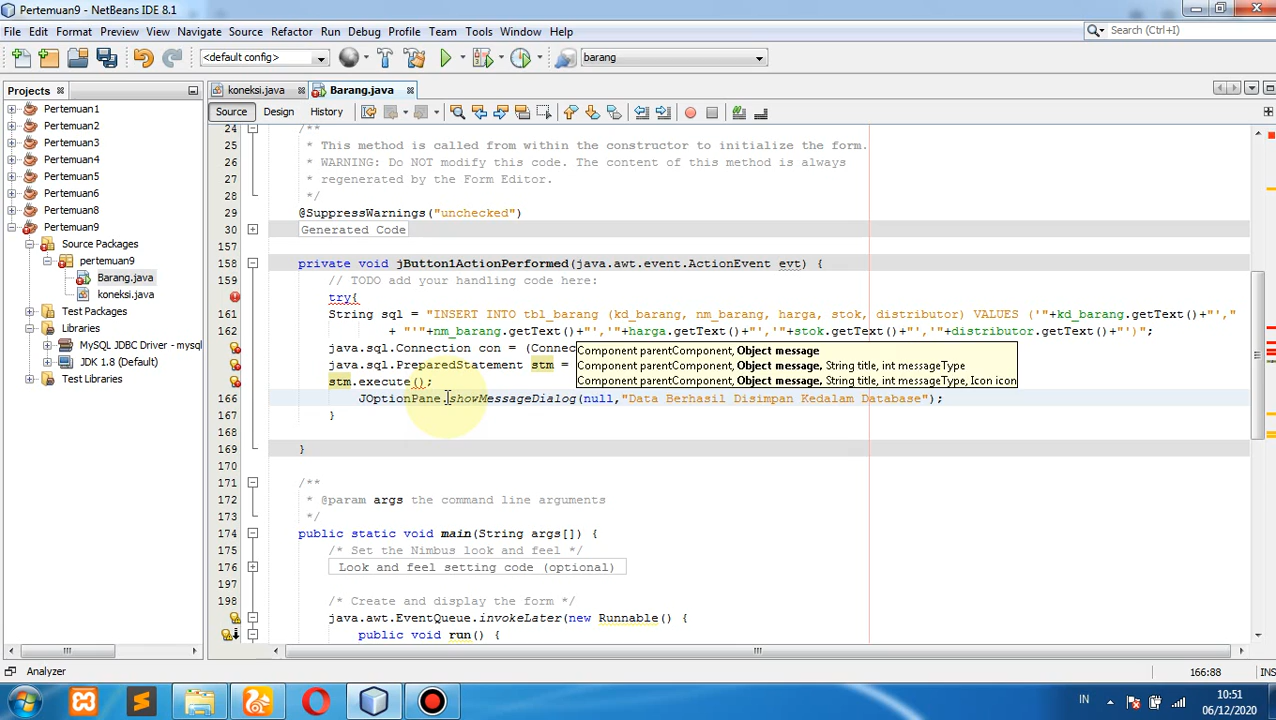 Pertemuan9 - NetBeans IDE 8.1
File Edit Format Preview View Navigate Source Refactor Run Debug Profile Team Tools Window Help
Search (Ctrl+I)
<default config>
barang
Projects
koneksi.java
Barang.java
Source Design History
Pertemuan1
Pertemuan2
Pertemuan3
Pertemuan4
Pertemuan5
Pertemuan6
Pertemuan8
Pertemuan9
Source Packages
pertemuan9
Barang.java
koneksi.java
Test Packages
Libraries
MySQL JDBC Driver - mysql
JDK 1.8 (Default)
Test Libraries
24 /**
25 * This method is called from within the constructor to initialize the form.
26 * WARNING: Do NOT modify this code. The content of this method is always
27 * regenerated by the Form Editor.
28 */
29 @SuppressWarnings("unchecked")
30 Generated Code
157
158 private void jButton1ActionPerformed(java.awt.event.ActionEvent evt) {
159 // TODO add your handling code here:
try{
161 String sql = "INSERT INTO tbl_barang (kd_barang, nm_barang, harga, stok, distributor) VALUES ('"+kd_barang.getText()+"',"
162 + "'"+nm_barang.getText()+"','"+harga.getText()+"','"+stok.getText()+"','"+distributor.getText()+"')";
java.sql.Connection con = (Connec
java.sql.PreparedStatement stm =
stm.execute();
166 JOptionPane.showMessageDialog(null,"Data Berhasil Disimpan Kedalam Database");
167 }
168
169 }
170
171 /**
172 * @param args the command line arguments
173 */
174 public static void main(String args[]) {
175 /* Set the Nimbus look and feel */
176 Look and feel setting code (optional)
197
198 /* Create and display the form */
java.awt.EventQueue.invokeLater(new Runnable() {
public void run() {
Component parentComponent, Object message
Component parentComponent, Object message, String title, int messageType
Component parentComponent, Object message, String title, int messageType, Icon icon
Analyzer
166:88
INS
IN
10:51
06/12/2020